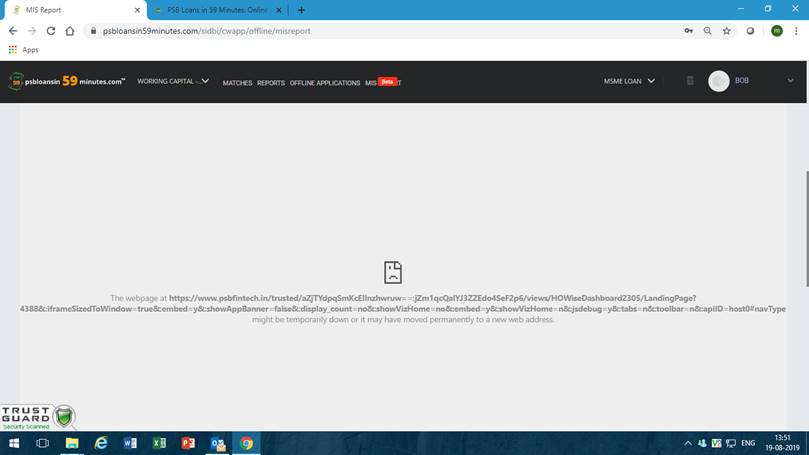 MIS Report
PSB Loans in 59 Minutes: Online
psbloansin59minutes.com/sidbi/cwapp/offline/misreport
Apps
psbloansin 59 minutes.com™
WORKING CAPITAL -...
MATCHES REPORTS OFFLINE APPLICATIONS MIS Beta T
MSME LOAN
BOB
The webpage at https://www.psbfintech.in/trusted/aZjTYdpqSmKcEIlnzhwruw==:jZm1qcQalYJ3ZZEdo4SeF2p6/views/HOWiseDashboard2305/LandingPage?
4388&:iframeSizedToWindow=true&:embed=y&:showAppBanner=false&:display_count=no&:showVizHome=no&:embed=y&:showVizHome=n&:jsdebug=y&:tabs=n&:toolbar=n&:apiID=host0#navType
might be temporarily down or it may have moved permanently to a new web address.
TRUST
GUARD
Security Scanned
ENG
13:51
19-08-2019